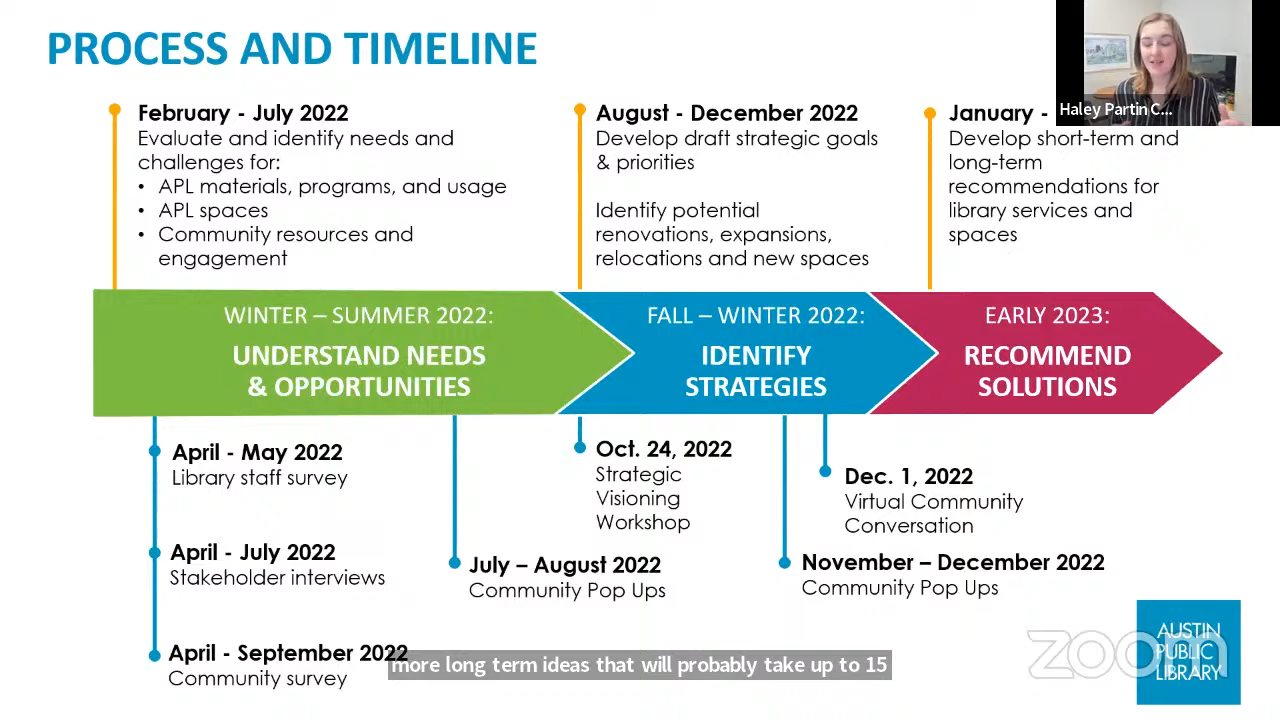 PROCESS AND TIMELINE
Haley Partin C...
February - July 2022
Evaluate and identify needs and
challenges for:
• APL materials, programs, and usage
• APL spaces
• Community resources and
engagement
August - December 2022
Develop draft strategic goals
& priorities
Identify potential
renovations, expansions,
relocations and new spaces
January -
Develop short-term and
long-term
recommendations for
library services and
spaces
WINTER – SUMMER 2022:
UNDERSTAND NEEDS
& OPPORTUNITIES
FALL – WINTER 2022:
IDENTIFY
STRATEGIES
EARLY 2023:
RECOMMEND
SOLUTIONS
April - May 2022
Library staff survey
April - July 2022
Stakeholder interviews
April - September 2022
Community survey
July – August 2022
Community Pop Ups
Oct. 24, 2022
Strategic
Visioning
Workshop
Dec. 1, 2022
Virtual Community
Conversation
November – December 2022
Community Pop Ups
more long term ideas that will probably take up to 15
zoom
AUSTIN
PUBLIC
LIBRARY